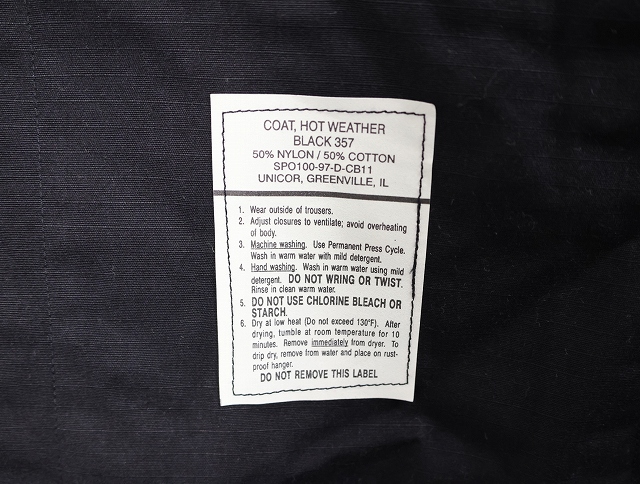 COAT, HOT WEATHER
BLACK 357
50% NYLON / 50% COTTON
SPO100-97-D-CB11
UNICOR, GREENVILLE, IL
1. Wear outside of trousers.
2. Adjust closures to ventilate; avoid overheating
of body.
3. Machine washing. Use Permanent Press Cycle.
Wash in warm water with mild detergent.
4. Hand washing. Wash in warm water using mild
detergent. DO NOT WRING OR TWIST.
Rinse in clean warm water.
5. DO NOT USE CHLORINE BLEACH OR
STARCH.
6. Dry at low heat (Do not exceed 130°F). After
drying, tumble at room temperature for 10
minutes. Remove immediately from dryer. To
drip dry, remove from water and place on rust-
proof hanger.
DO NOT REMOVE THIS LABEL